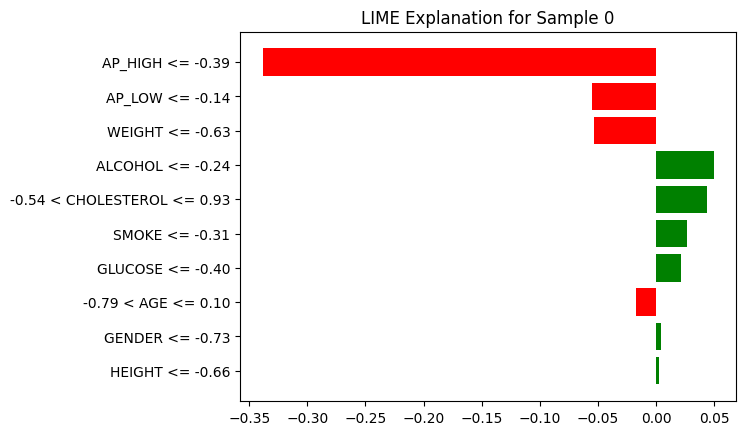 LIME Explanation for Sample 0
AP_HIGH <= -0.39
AP_LOW <= -0.14
WEIGHT <= -0.63
ALCOHOL <= -0.24
-0.54 < CHOLESTEROL <= 0.93
SMOKE <= -0.31
GLUCOSE <= -0.40
-0.79 < AGE <= 0.10
GENDER <= -0.73
HEIGHT <= -0.66
−0.35 −0.30 −0.25 −0.20 −0.15 −0.10 −0.05 0.00 0.05